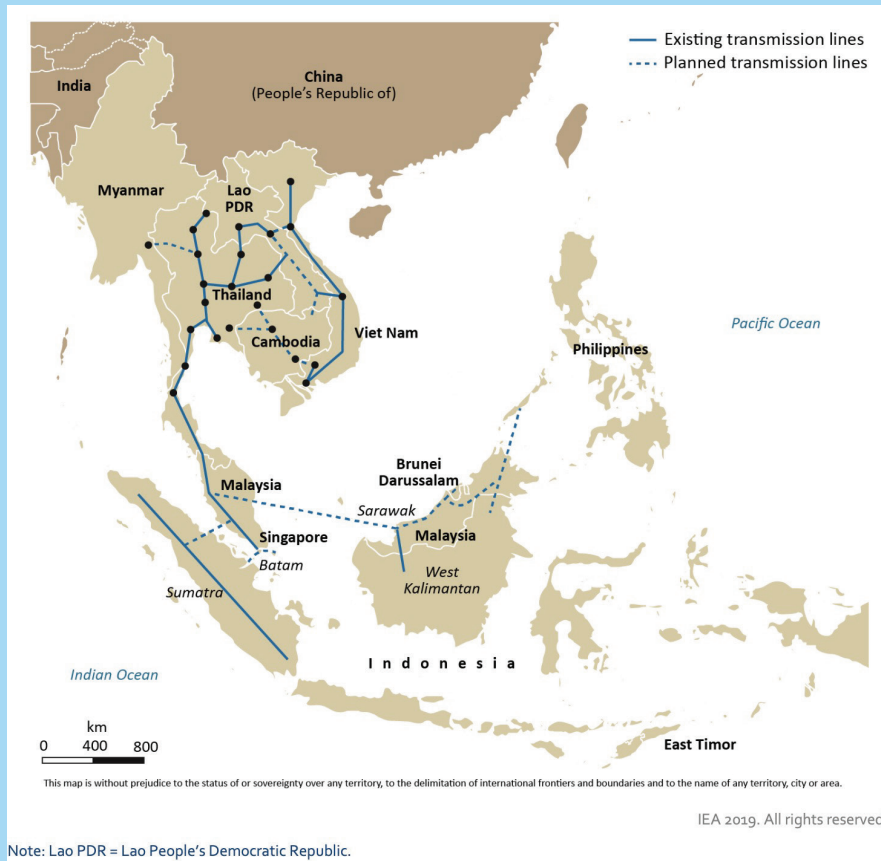 Existing transmission lines
Planned transmission lines
China
(People's Republic of)
India
Myanmar
Lao
PDR
Thailand
Cambodia
Viet Nam
Pacific Ocean
Philippines
Malaysia
Brunei
Darussalam
Sarawak
Singapore
Malaysia
Batam
West
Kalimantan
Sumatra
Indonesia
Indian Ocean
km
0 400 800
East Timor
This map is without prejudice to the status of or sovereignty over any territory, to the delimitation of international frontiers and boundaries and to the name of any territory, city or area.
IEA 2019. All rights reserved
Note: Lao PDR = Lao People's Democratic Republic.